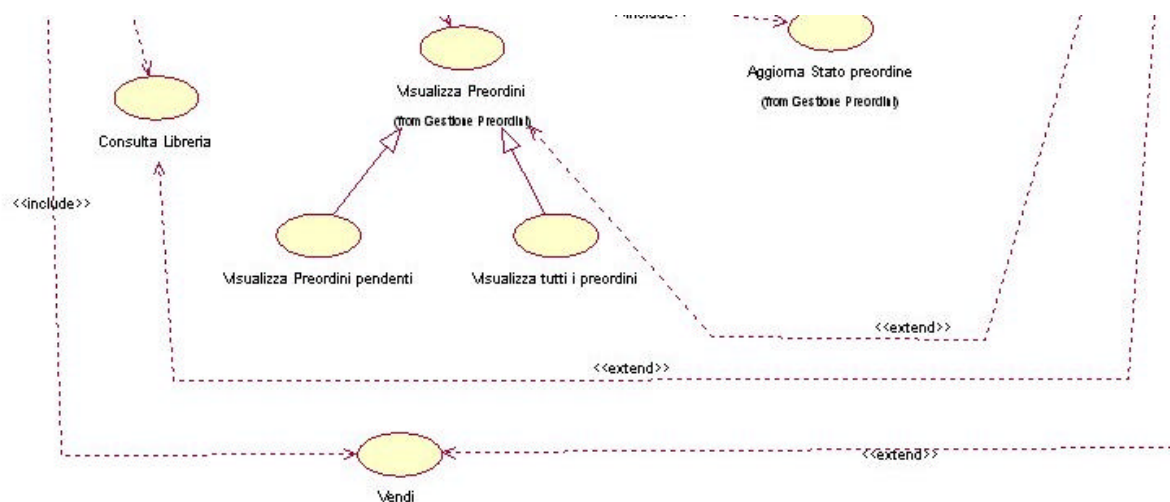 <<include>>
Visualizza Preordini
(from Gestione Preordini)
Aggiorna Stato preordine
(from Gestione Preordini)
Consulta Libreria
<<include>>
Visualizza Preordini pendenti
Visualizza tutti i preordini
<<extend>>
<<extend>>
<<extend>>
Vendi